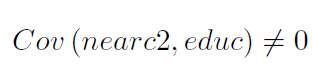 Cov (nearc2, educ) ≠ 0